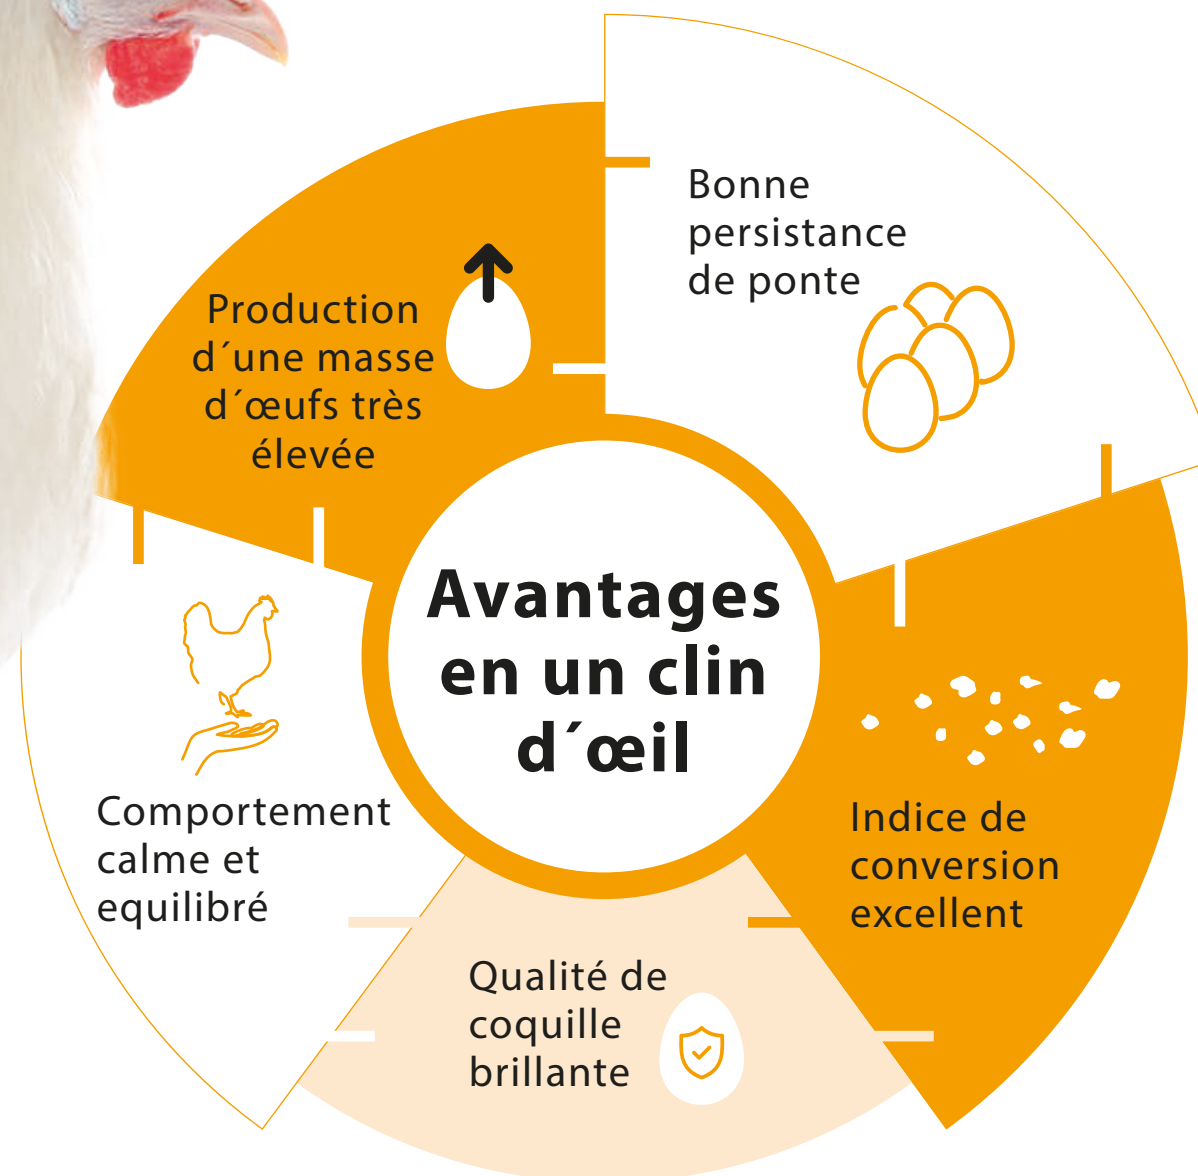 Avantages
en un clin
d´œil
Bonne
persistance
de ponte
Indice de
conversion
excellent
Qualité de
coquille
brillante
Comportement
calme et
equilibré
Production
d´une masse
d´œufs très
élevée